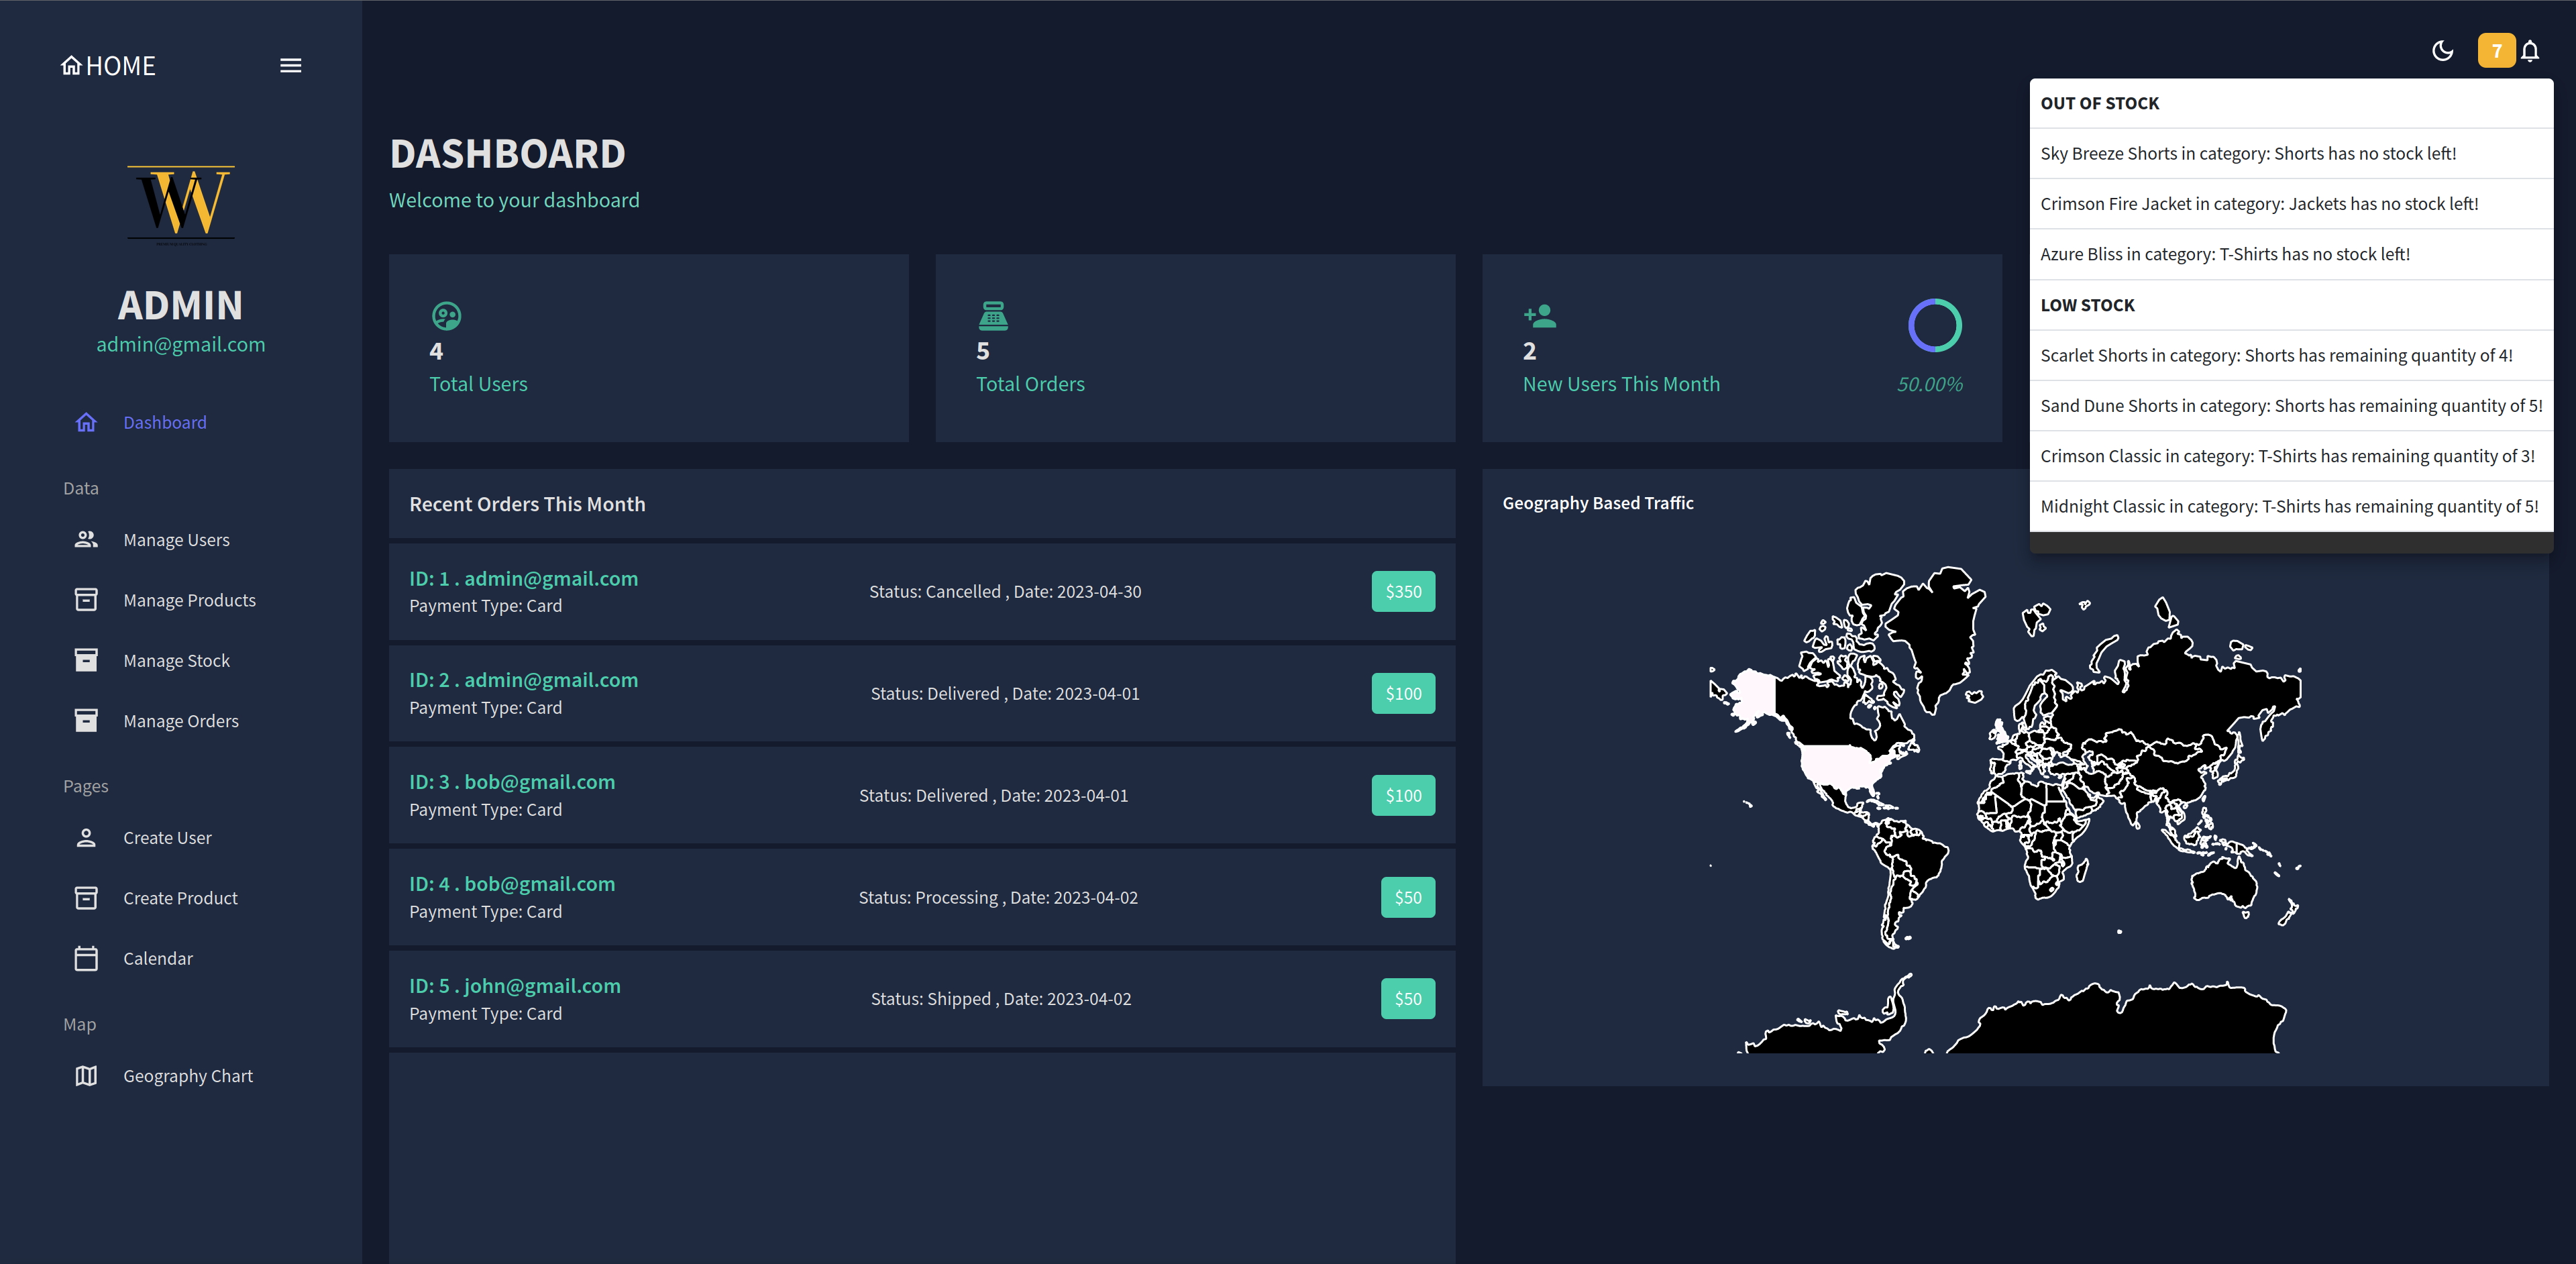 HOME
7
ADMIN
admin@gmail.com
Dashboard
Data
Manage Users
Manage Products
Manage Stock
Manage Orders
Pages
Create User
Create Product
Calendar
Map
Geography Chart
DASHBOARD
Welcome to your dashboard
4
Total Users
5
Total Orders
2
New Users This Month
50.00%
OUT OF STOCK
Sky Breeze Shorts in category: Shorts has no stock left!
Crimson Fire Jacket in category: Jackets has no stock left!
Azure Bliss in category: T-Shirts has no stock left!
LOW STOCK
Scarlet Shorts in category: Shorts has remaining quantity of 4!
Sand Dune Shorts in category: Shorts has remaining quantity of 5!
Crimson Classic in category: T-Shirts has remaining quantity of 3!
Midnight Classic in category: T-Shirts has remaining quantity of 5!
Recent Orders This Month
ID: 1 . admin@gmail.com
Payment Type: Card
Status: Cancelled , Date: 2023-04-30
$350
ID: 2 . admin@gmail.com
Payment Type: Card
Status: Delivered , Date: 2023-04-01
$100
ID: 3 . bob@gmail.com
Payment Type: Card
Status: Delivered , Date: 2023-04-01
$100
ID: 4 . bob@gmail.com
Payment Type: Card
Status: Processing , Date: 2023-04-02
$50
ID: 5 . john@gmail.com
Payment Type: Card
Status: Shipped , Date: 2023-04-02
$50
Geography Based Traffic